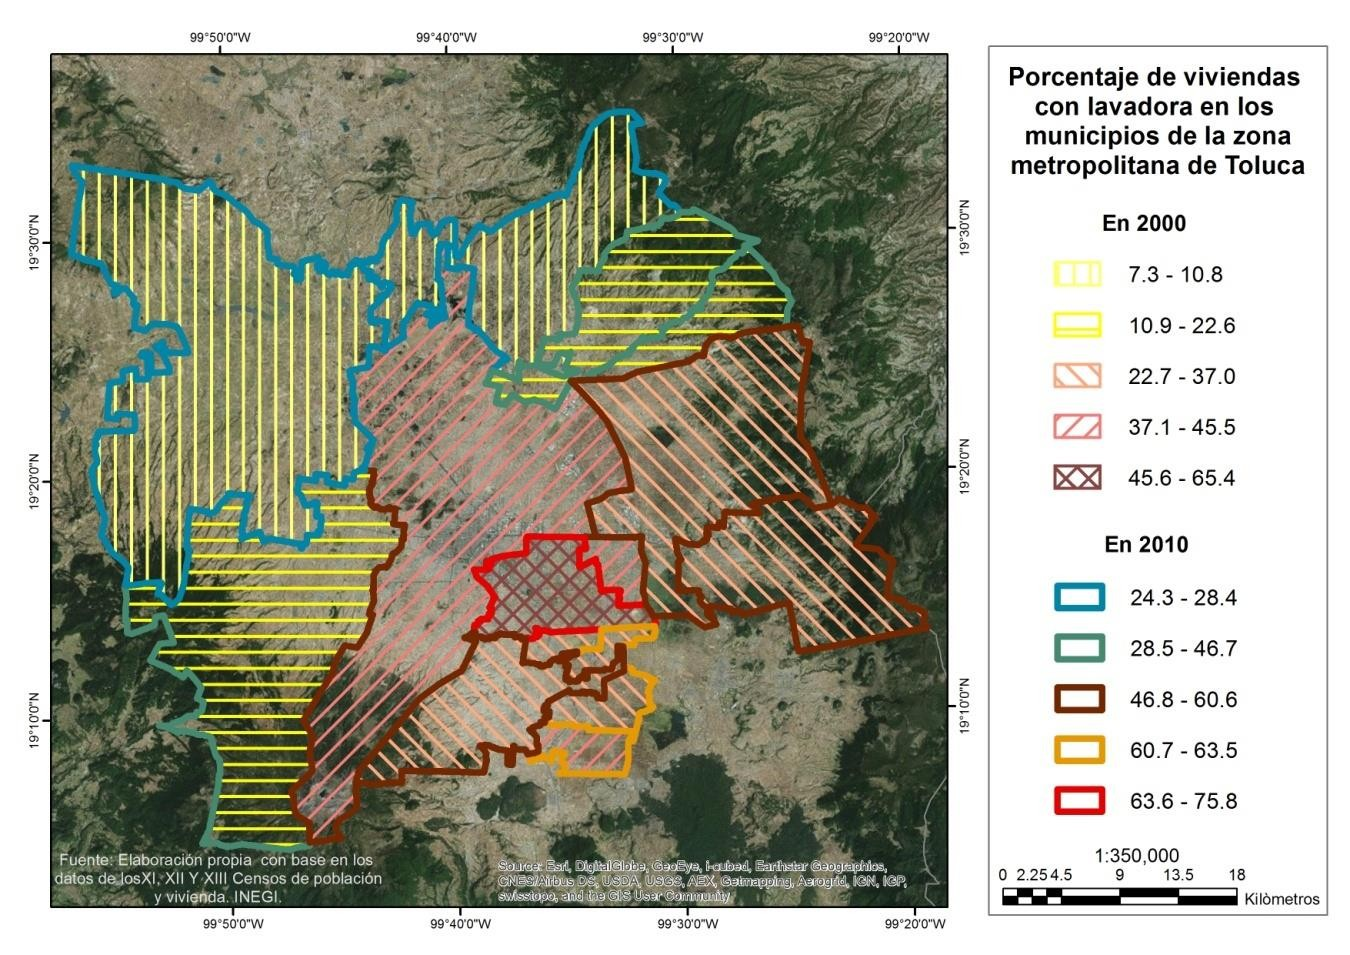 99°50'0"W 99°40'0"W 99°30'0"W 99°20'0"W
19°30'0"N
19°20'0"N
19°10'0"N
19°30'0"N
19°20'0"N
19°10'0"N
Fuente: Elaboración propia con base en los
datos de losXI, XII Y XIII Censos de población
y vivienda. INEGI.
Source: Esri, DigitalGlobe, GeoEye, i-cubed, Earthstar Geographics,
CNES/Airbus DS, USDA, USGS, AEX, Getmapping, Aerogrid, IGN, IGP,
swisstopo, and the GIS User Community
99°50'0"W 99°40'0"W 99°30'0"W 99°20'0"W
Porcentaje de viviendas
con lavadora en los
municipios de la zona
metropolitana de Toluca
En 2000
7.3 - 10.8
10.9 - 22.6
22.7 - 37.0
37.1 - 45.5
45.6 - 65.4
En 2010
24.3 - 28.4
28.5 - 46.7
46.8 - 60.6
60.7 - 63.5
63.6 - 75.8
1:350,000
0 2.25 4.5 9 13.5 18
Kilòmetros